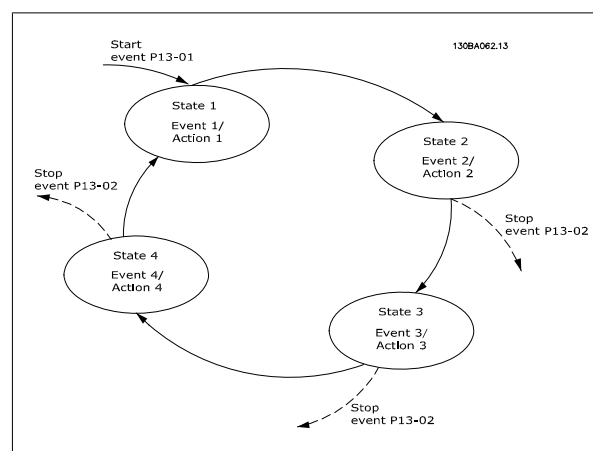 Start
event P13-01
130BA062.13
State 1
Event 1/
Action 1
State 2
Event 2/
Action 2
Stop
event P13-02
Stop
event P13-02
State 4
Event 4/
Action 4
State 3
Event 3/
Action 3
Stop
event P13-02